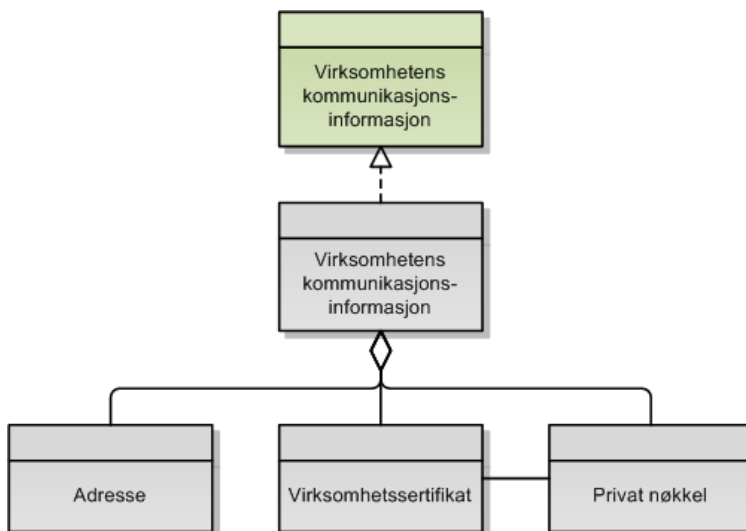 Virksomhetens
kommunikasjons-
informasjon
Virksomhetens
kommunikasjons-
informasjon
Adresse
Virksomhetssertifikat
Privat nøkkel